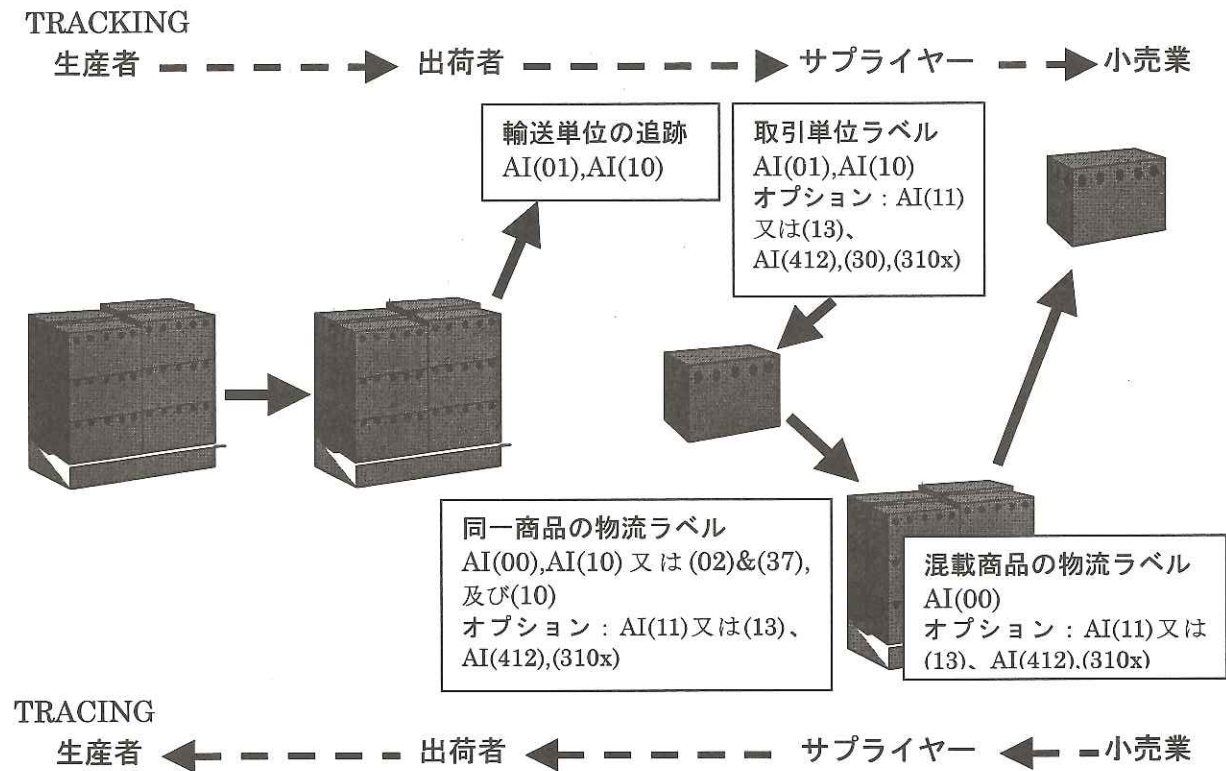 TRACKING
生産者 出荷者 サプライヤー 小売業
輸送単位の追跡
AI(01),AI(10)
取引単位ラベル
AI(01),AI(10)
オプション：AI(11)
又は(13)、
AI(412),(30),(310x)
同一商品の物流ラベル
AI(00),AI(10) 又は (02)&(37),
及び(10)
オプション：AI(11)又は(13)、
AI(412),(310x)
混載商品の物流ラベル
AI(00)
オプション：AI(11)又は
(13)、AI(412),(310x)
TRACING
生産者 出荷者 サプライヤー 小売業